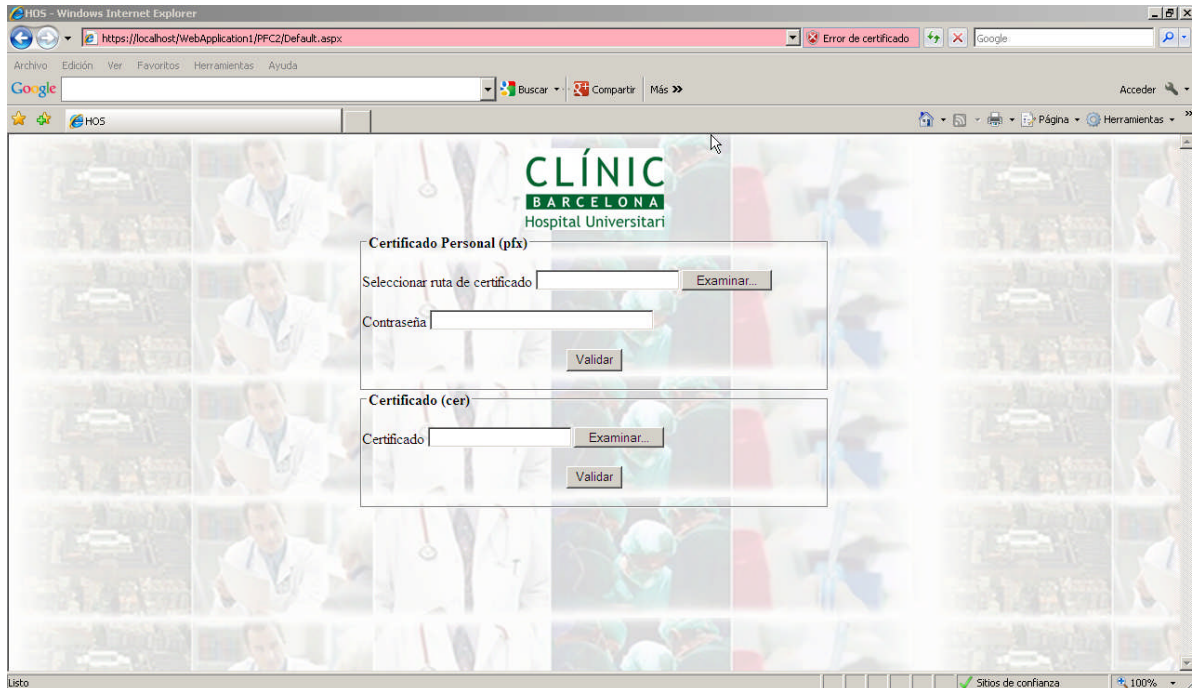 HOS - Windows Internet Explorer
https://localhost/WebApplication1/PFC2/Default.aspx
Error de certificado
Google
Archivo Edición Ver Favoritos Herramientas Ayuda
Google Buscar Compartir Más »
Acceder
HOS
Página Herramientas »
CLÍNIC
BARCELONA
Hospital Universitari
Certificado Personal (pfx)
Seleccionar ruta de certificado Examinar...
Contraseña
Validar
Certificado (cer)
Certificado Examinar...
Validar
Listo
Sitios de confianza
100%